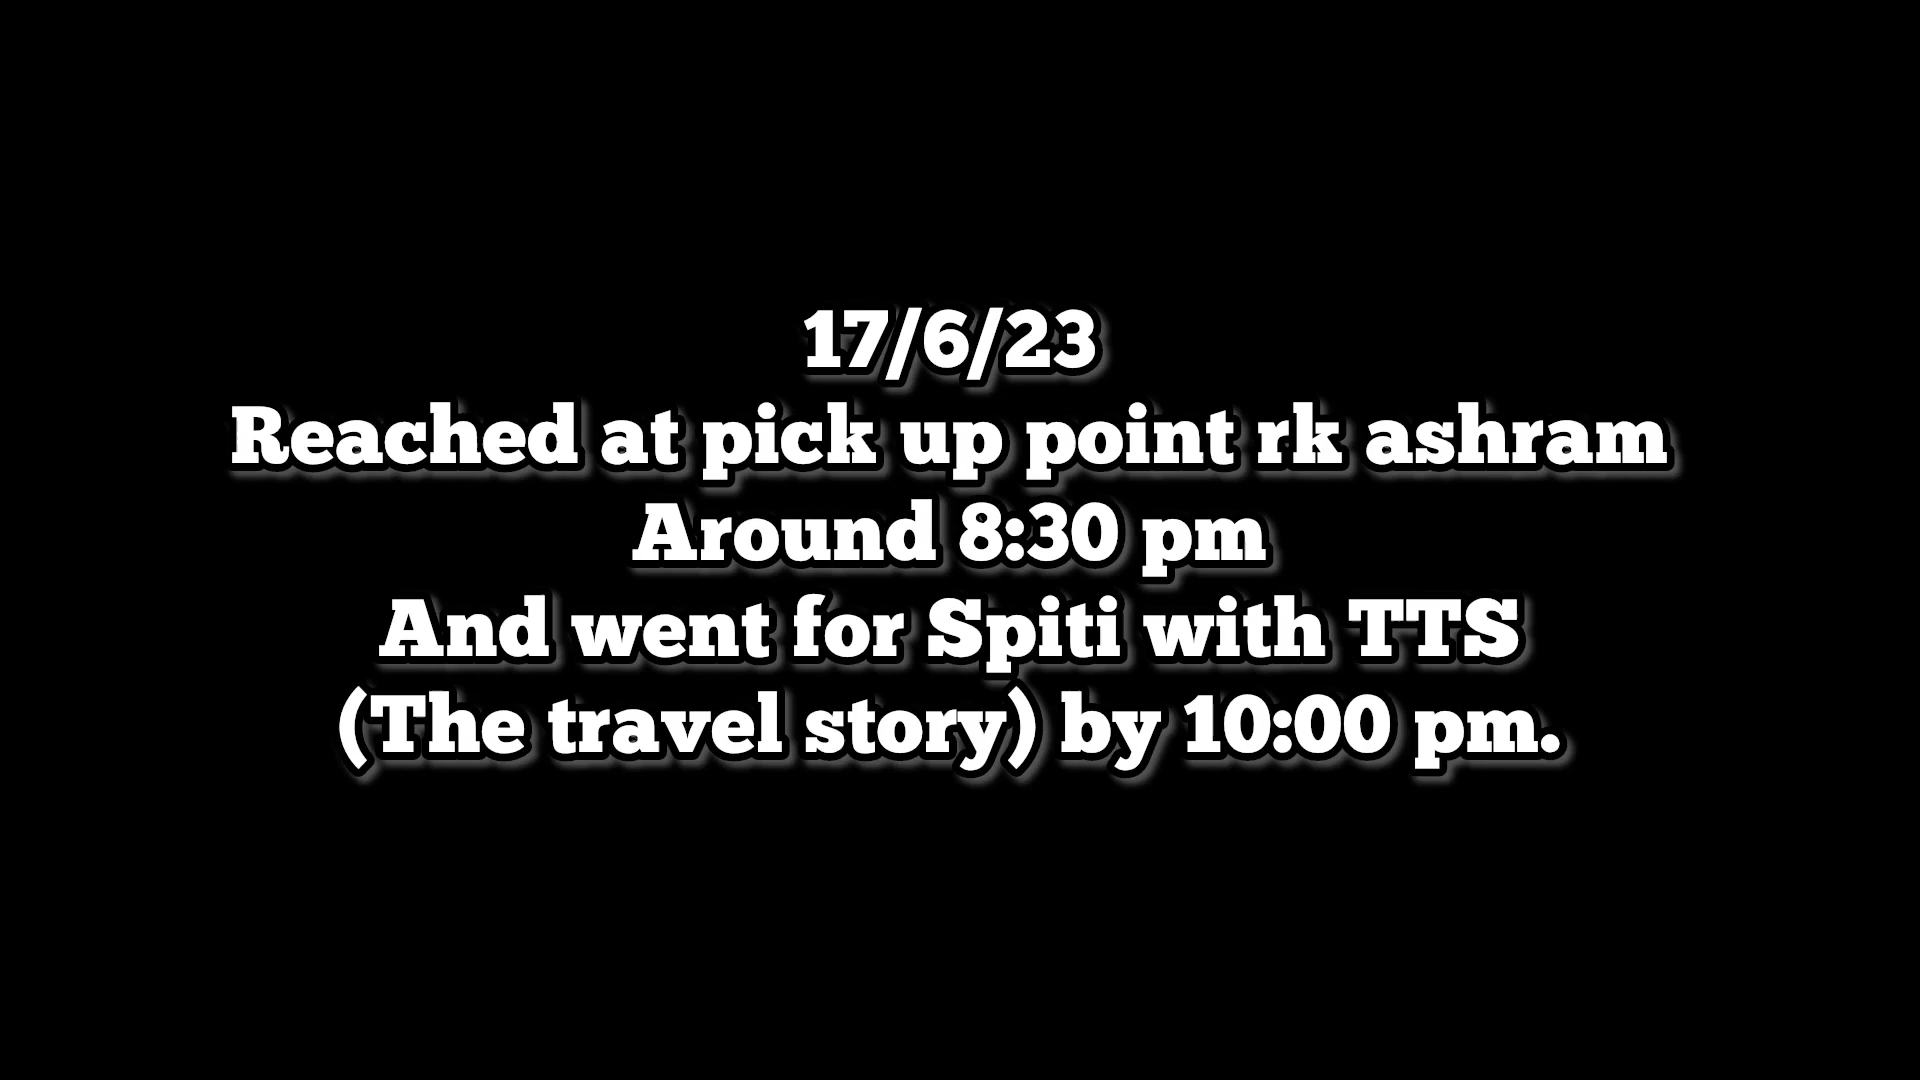 17/6/23
Reached at pick up point rk ashram
Around 8:30 pm
And went for Spiti with TTS
(The travel story) by 10:00 pm.